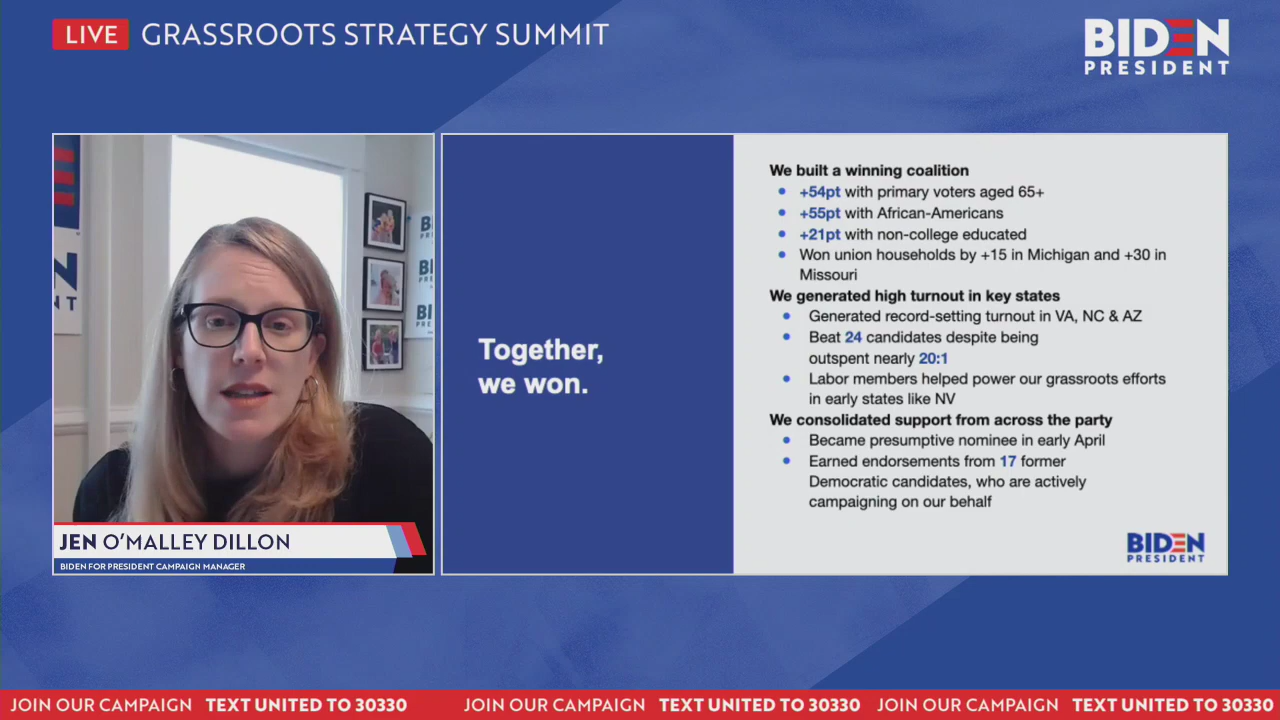 LIVE GRASSROOTS STRATEGY SUMMIT
BIDEN
PRESIDENT
Together,
we won.
We built a winning coalition
+54pt with primary voters aged 65+
+55pt with African-Americans
+21pt with non-college educated
Won union households by +15 in Michigan and +30 in
Missouri
We generated high turnout in key states
Generated record-setting turnout in VA, NC & AZ
Beat 24 candidates despite being
outspent nearly 20:1
Labor members helped power our grassroots efforts
in early states like NV
We consolidated support from across the party
Became presumptive nominee in early April
Earned endorsements from 17 former
Democratic candidates, who are actively
campaigning on our behalf
BIDEN
PRESIDENT
JEN O'MALLEY DILLON
BIDEN FOR PRESIDENT CAMPAIGN MANAGER
JOIN OUR CAMPAIGN TEXT UNITED TO 30330 JOIN OUR CAMPAIGN TEXT UNITED TO 30330 JOIN OUR CAMPAIGN TEXT UNITED TO 30330